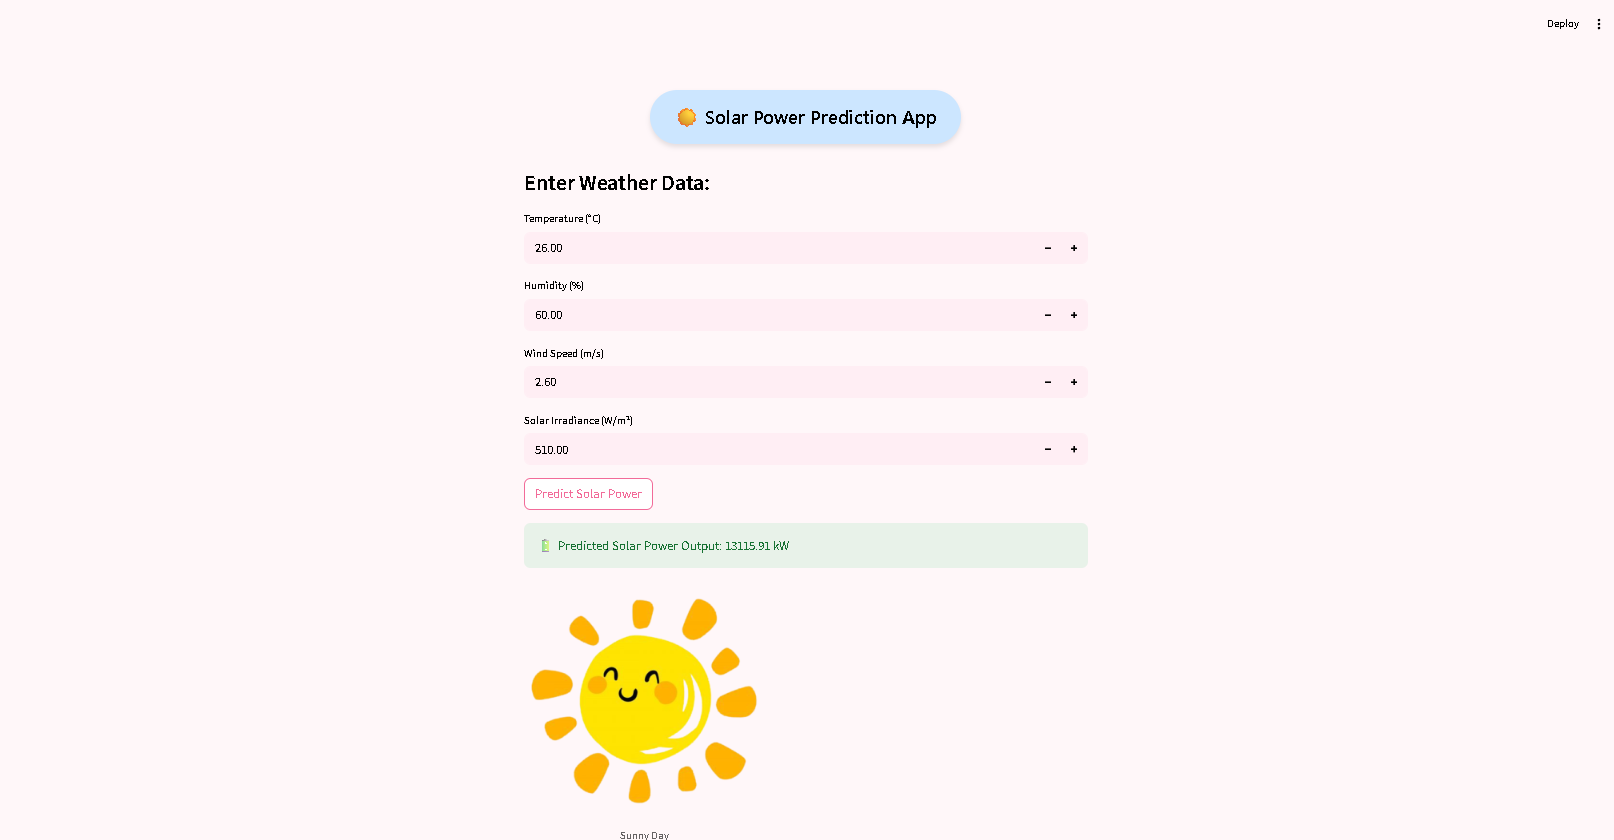 Deploy
Solar Power Prediction App
Enter Weather Data:
Temperature (°C)
26.00
Humidity (%)
60.00
Wind Speed (m/s)
2.60
Solar Irradiance (W/m²)
510.00
Predict Solar Power
Predicted Solar Power Output: 13115.91 kW
Sunny Day